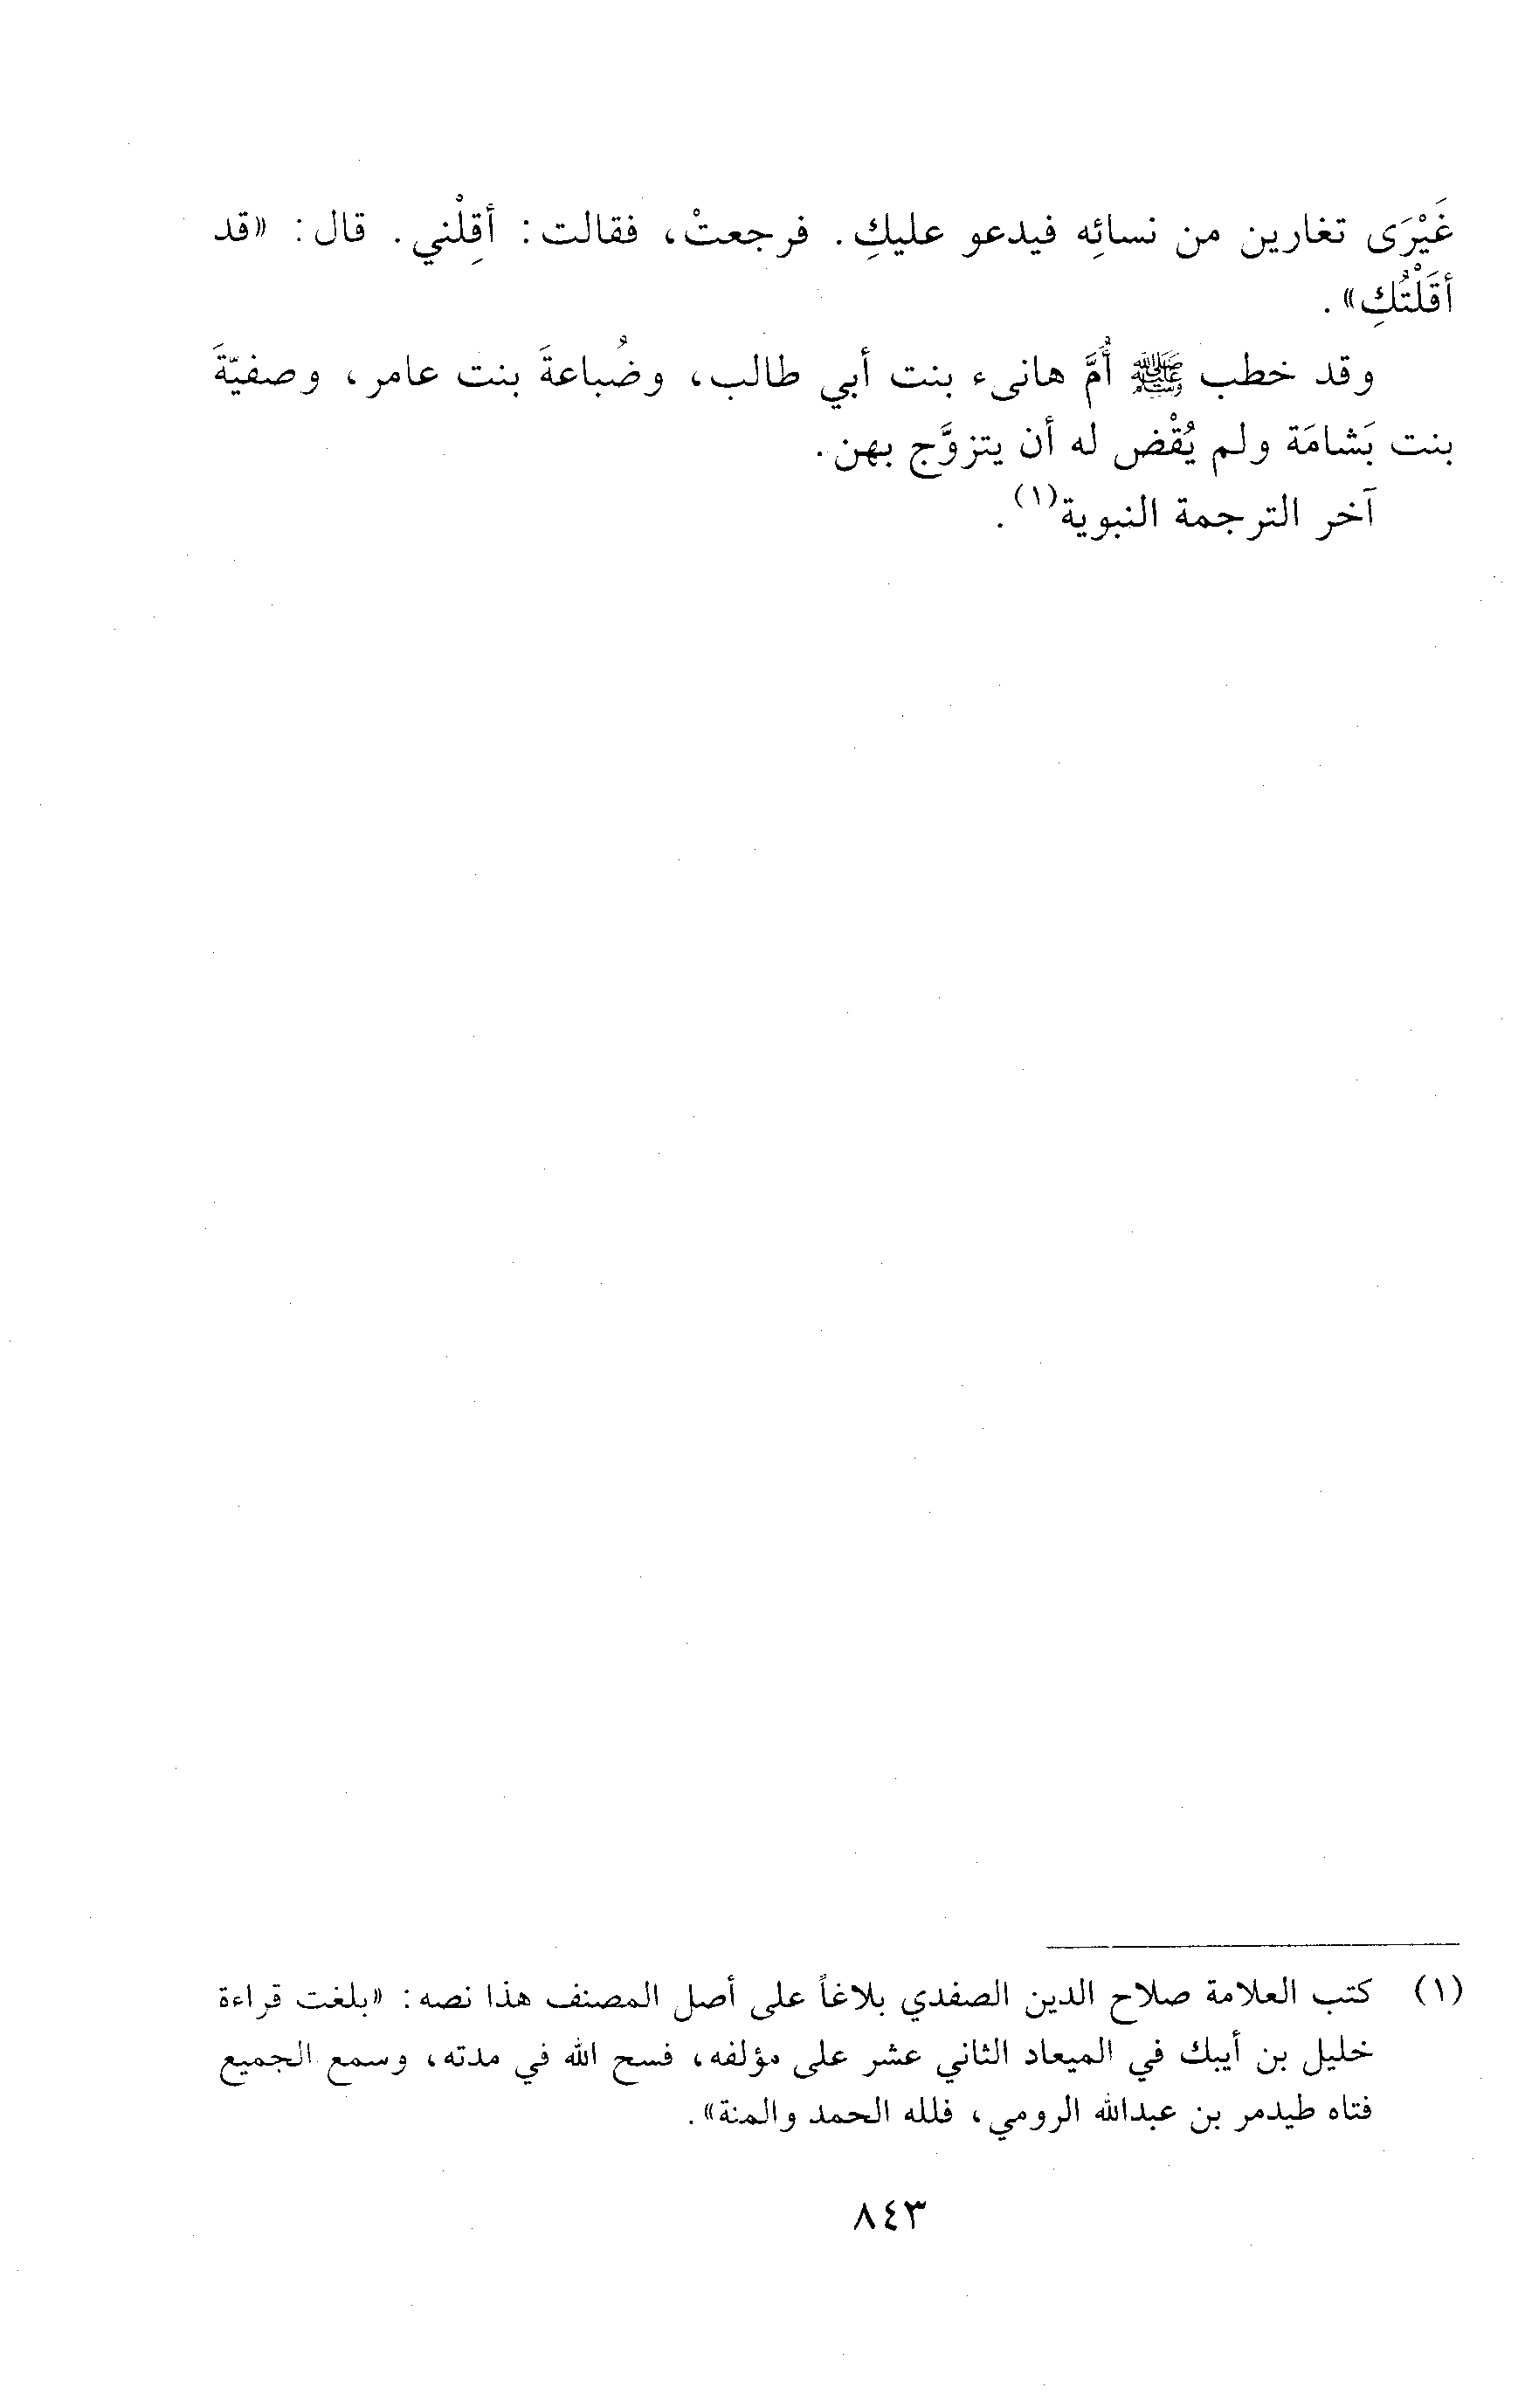 غَيْرَى تغارين من نسائِه فيدعو عليكِ. فرجعتْ، فقالت: أقِلْني. قال: «قد
أقَلْتُكِ».
وقد خطب ﷺ أُمَّ هانىء بنت أبي طالب، وضُباعةَ بنت عامر، وصفيّةَ
بنت بَشامَة ولم يُقْض له أن يتزوَّج بهن.
آخر الترجمة النبوية(١).
(١) كتب العلامة صلاح الدين الصفدي بلاغاً على أصل المصنف هذا نصه: «بلغت قراءة
خليل بن أيبك في الميعاد الثاني عشر على مؤلفه، فسح الله في مدته، وسمع الجميع
فتاه طيدمر بن عبدالله الرومي، فلله الحمد والمنة».
٨٤٣